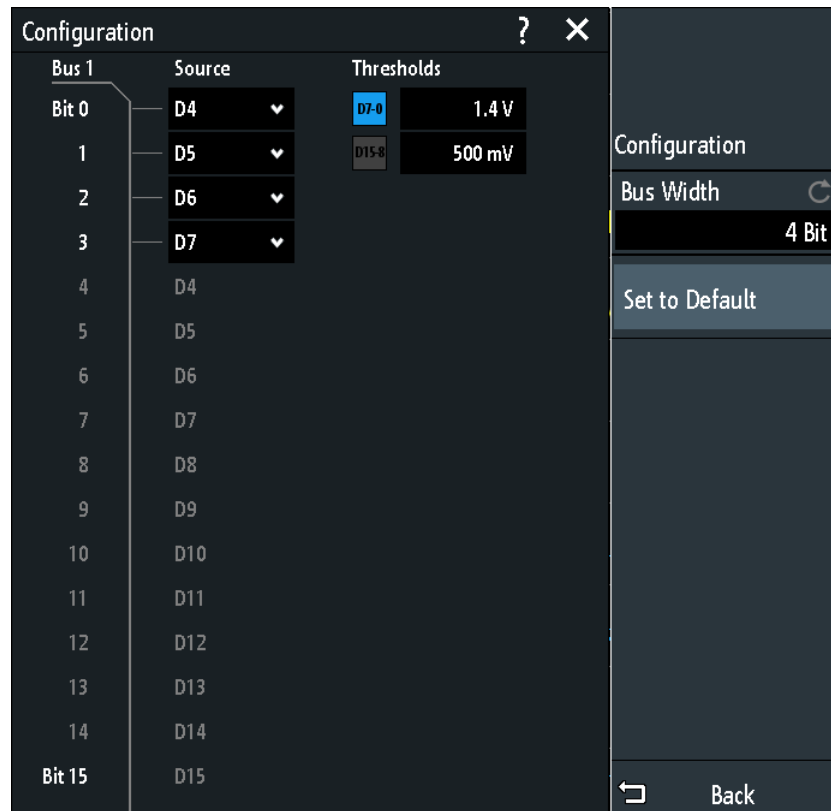 Configuration ? ✕
Bus 1 Source Thresholds
Bit 0 D4 D7-0 1.4 V
1 D5 D15-8 500 mV
2 D6
3 D7
4 D4
5 D5
6 D6
7 D7
8 D8
9 D9
10 D10
11 D11
12 D12
13 D13
14 D14
Bit 15 D15
Configuration
Bus Width
4 Bit
Set to Default
Back